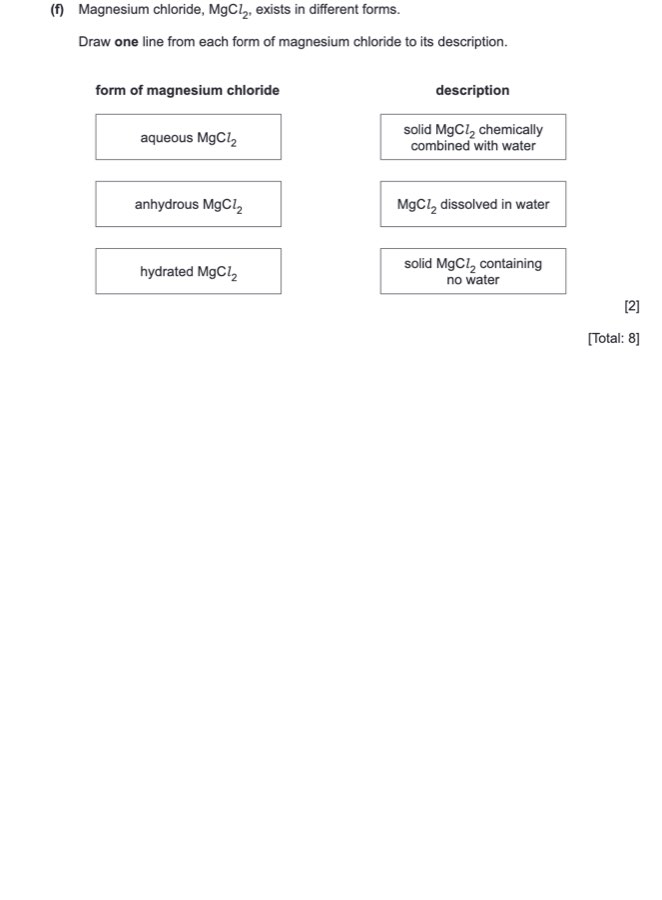 (f) Magnesium chloride, MgCl₂, exists in different forms.
Draw one line from each form of magnesium chloride to its description.
form of magnesium chloride
description
aqueous MgCl₂
solid MgCl₂ chemically
combined with water
anhydrous MgCl₂
MgCl₂ dissolved in water
hydrated MgCl₂
solid MgCl₂ containing
no water
[2]
[Total: 8]